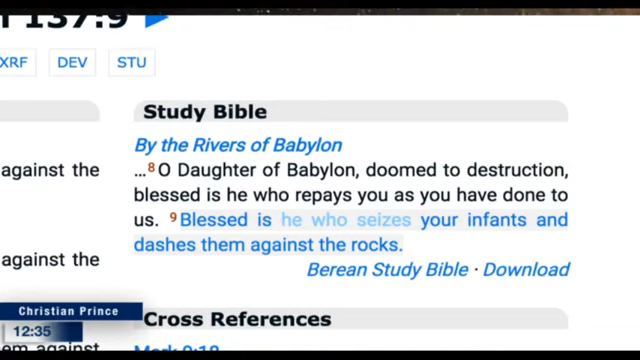 137:9
XRF
DEV
STU
against the
against the
Study Bible
By the Rivers of Babylon
…8O Daughter of Babylon, doomed to destruction,
blessed is he who repays you as you have done to
us. 9Blessed is he who seizes your infants and
dashes them against the rocks.
Berean Study Bible · Download
Cross References
Christian Prince
12:35
against